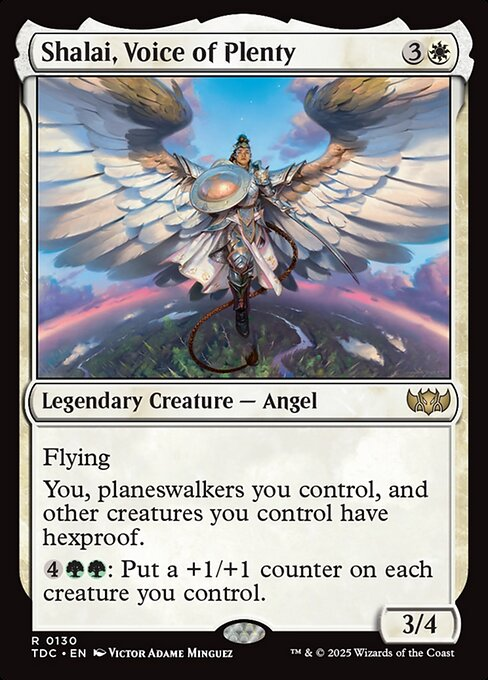 Shalai, Voice of Plenty 3
Legendary Creature — Angel
Flying
You, planeswalkers you control, and
other creatures you control have
hexproof.
4: Put a +1/+1 counter on each
creature you control.
3/4
R 0130
TDC • EN Victor Adame Minguez
™ & © 2025 Wizards of the Coast